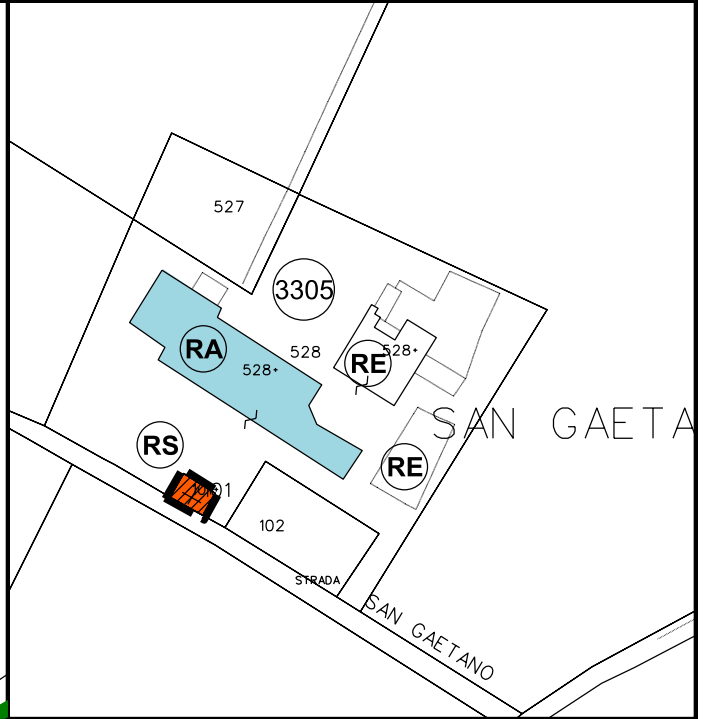 527
3305
RA
528+
528
RE
528+
SAN GAETA
RS
RE
102
STRADA
SAN GAETANO